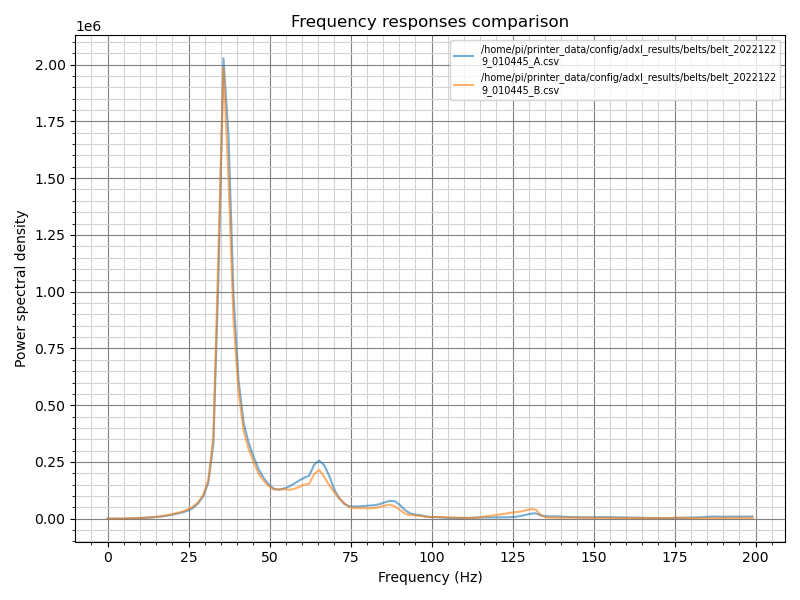 Frequency responses comparison
1e6
/home/pi/printer_data/config/adxl_results/belts/belt_2022122
9_010445_A.csv
/home/pi/printer_data/config/adxl_results/belts/belt_2022122
9_010445_B.csv
2.00
1.75
1.50
1.25
1.00
0.75
0.50
0.25
0.00
Power spectral density
0 25 50 75 100 125 150 175 200
Frequency (Hz)